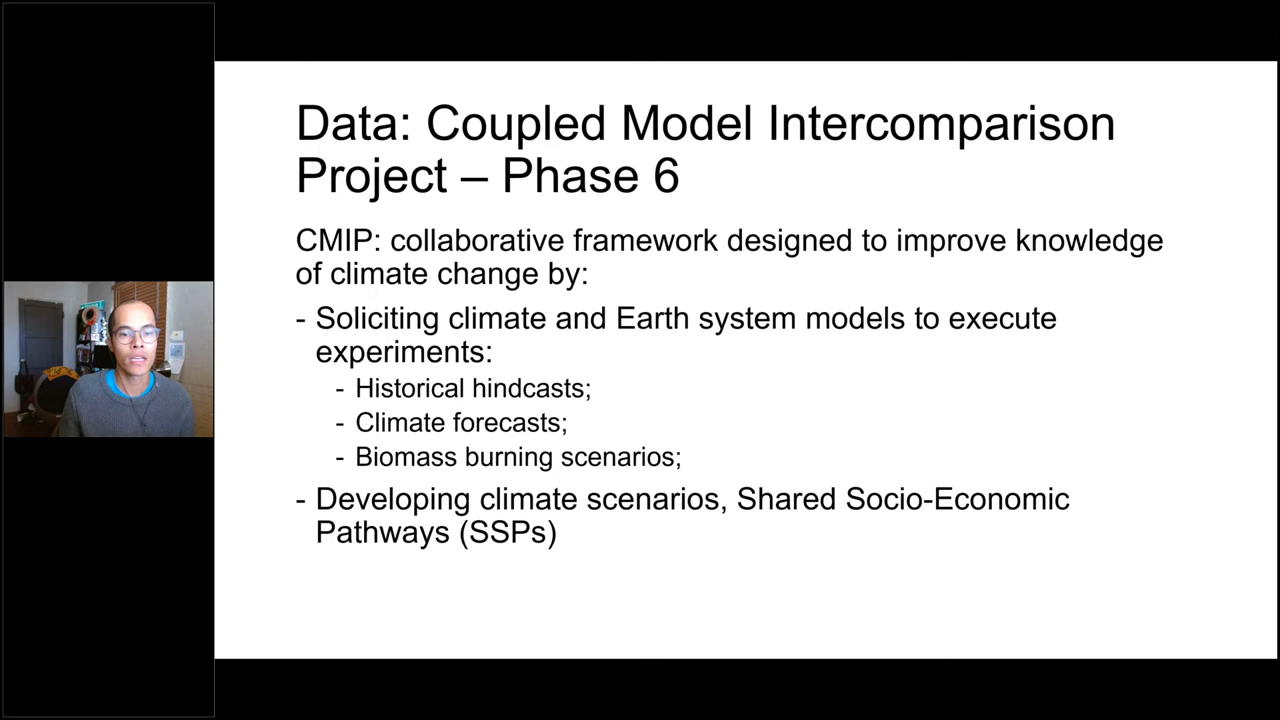 Data: Coupled Model Intercomparison
Project – Phase 6
CMIP: collaborative framework designed to improve knowledge
of climate change by:
- Soliciting climate and Earth system models to execute
experiments:
- Historical hindcasts;
- Climate forecasts;
- Biomass burning scenarios;
- Developing climate scenarios, Shared Socio-Economic
Pathways (SSPs)